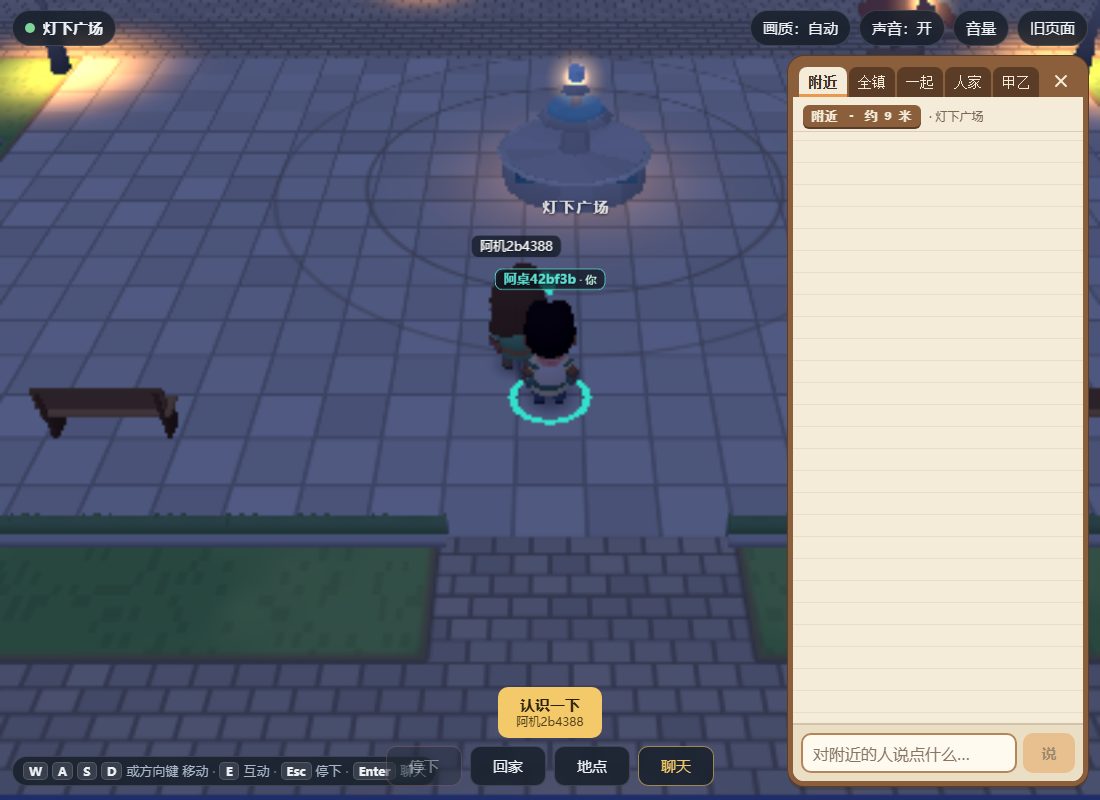 灯下广场
画质：自动
声音：开
音量
旧页面
附近
全镇
一起
人家
甲乙
✕
附近 - 约 9 米 · 灯下广场
灯下广场
阿机2b4388
阿桌42bf3b · 你
认识一下
阿机2b4388
W A S D 或方向键 移动 · E 互动 · Esc 停下 · Enter 聊天
停下
回家
地点
聊天
对附近的人说点什么…
说